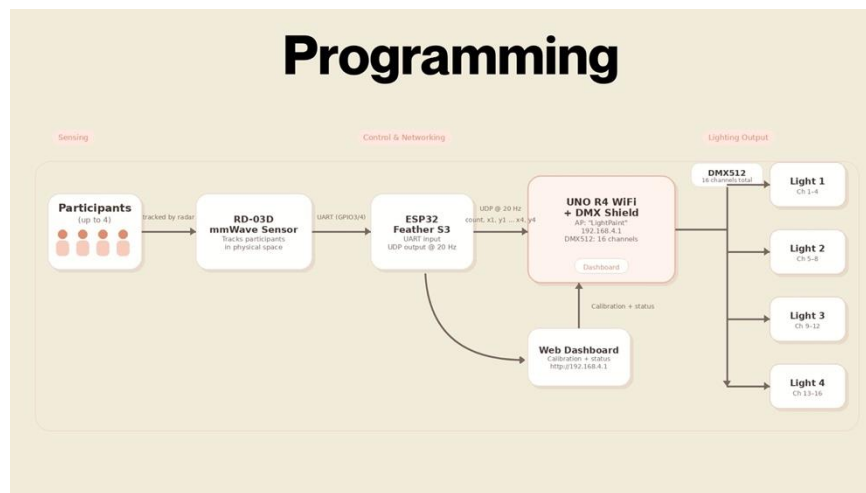 Programming
Sensing
Control & Networking
Lighting Output
Participants
(up to 4)
tracked by radar
RD-03D
mmWave Sensor
Tracks participants
in physical space
UART (GPIO3/4)
ESP32
Feather S3
UART input
UDP output @ 20 Hz
UDP @ 20 Hz
count, x1, y1 ... x4, y4
UNO R4 WiFi
+ DMX Shield
AP: "LightPaint"
192.168.4.1
DMX512: 16 channels
Dashboard
Calibration + status
Web Dashboard
Calibration + status
http://192.168.4.1
DMX512
16 channels total
Light 1
Ch 1–4
Light 2
Ch 5–8
Light 3
Ch 9–12
Light 4
Ch 13–16